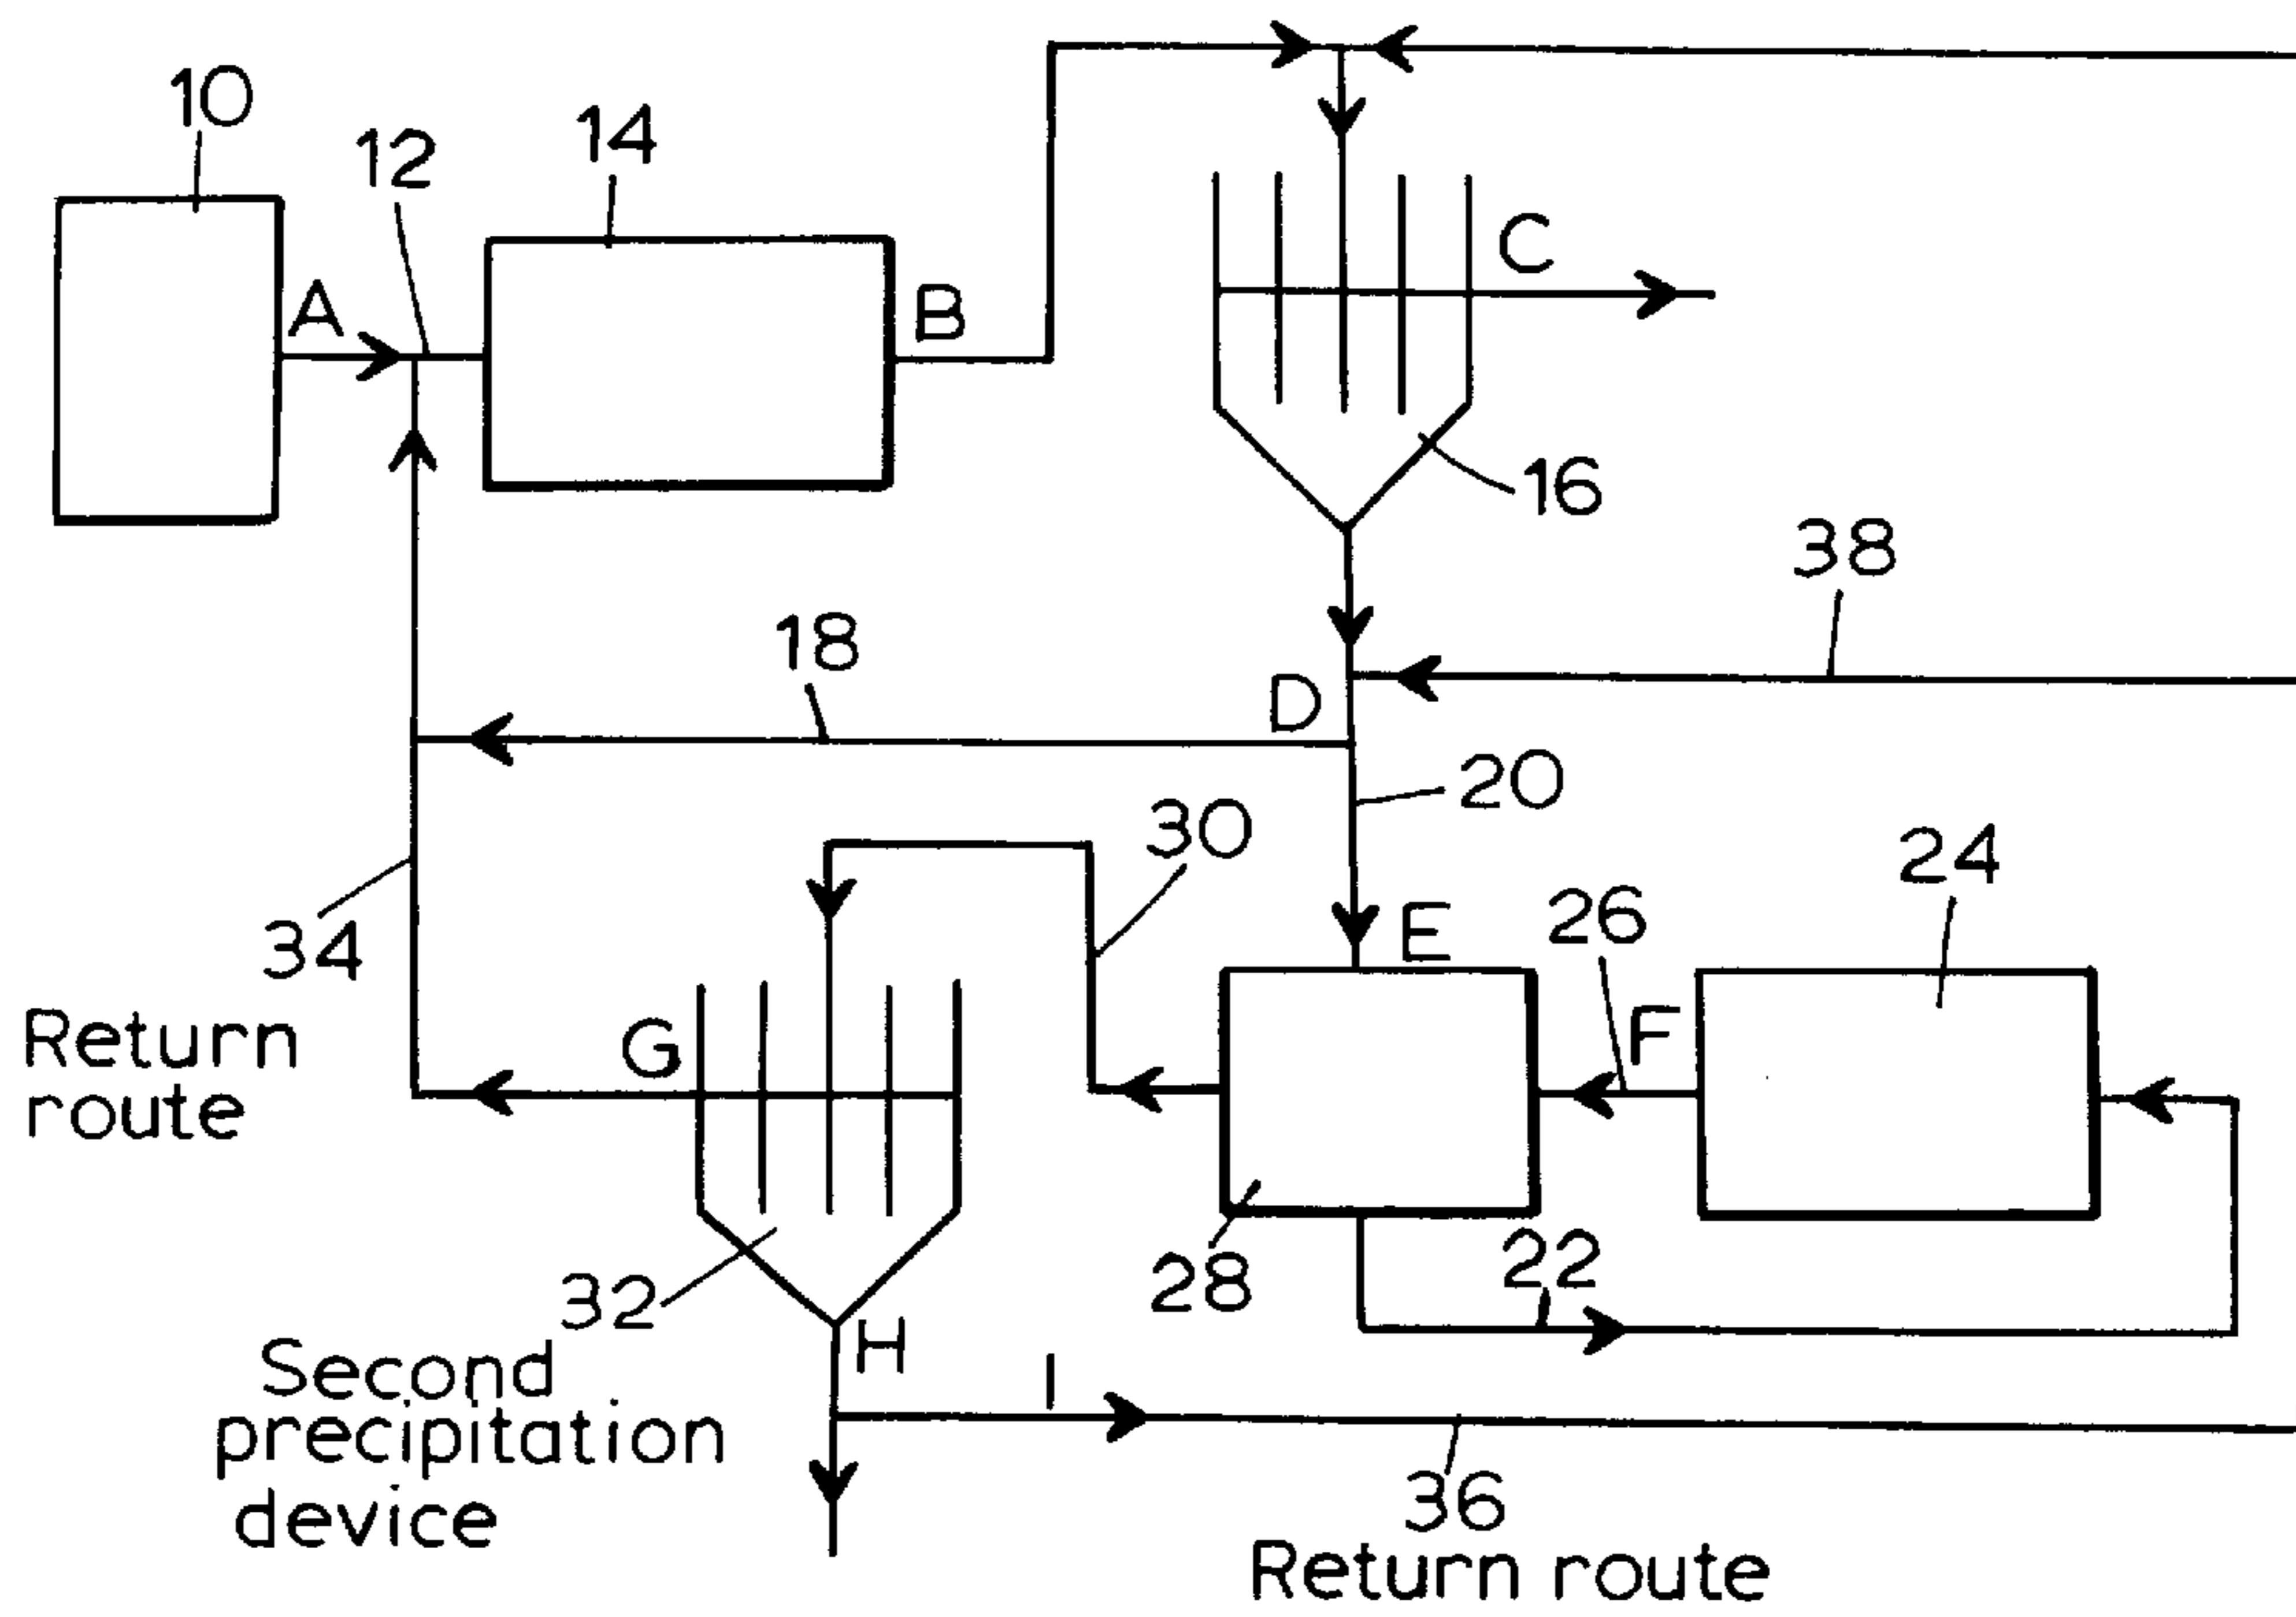 10
12
14
A
B
C
16
38
18
D
20
30
24
26
E
F
34
G
Return
route
28
22
32
H
I
Second
precipitation
device
36
Return route